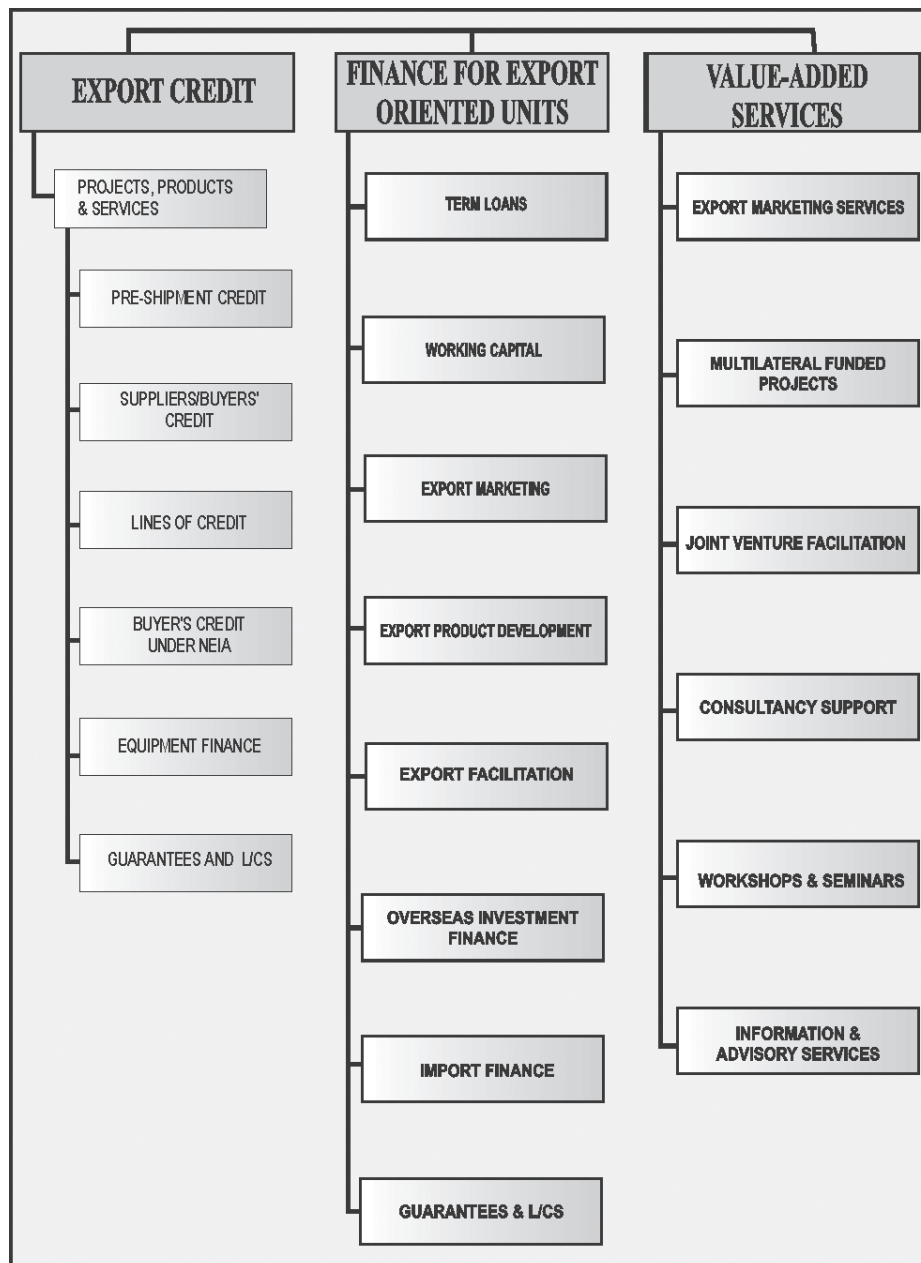 EXPORT CREDIT
PROJECTS, PRODUCTS
& SERVICES
PRE-SHIPMENT CREDIT
SUPPLIERS/BUYERS'
CREDIT
LINES OF CREDIT
BUYER'S CREDIT
UNDER NEIA
EQUIPMENT FINANCE
GUARANTEES AND L/CS
FINANCE FOR EXPORT
ORIENTED UNITS
TERM LOANS
WORKING CAPITAL
EXPORT MARKETING
EXPORT PRODUCT DEVELOPMENT
EXPORT FACILITATION
OVERSEAS INVESTMENT
FINANCE
IMPORT FINANCE
GUARANTEES & L/CS
VALUE-ADDED
SERVICES
EXPORT MARKETING SERVICES
MULTILATERAL FUNDED
PROJECTS
JOINT VENTURE FACILITATION
CONSULTANCY SUPPORT
WORKSHOPS & SEMINARS
INFORMATION &
ADVISORY SERVICES